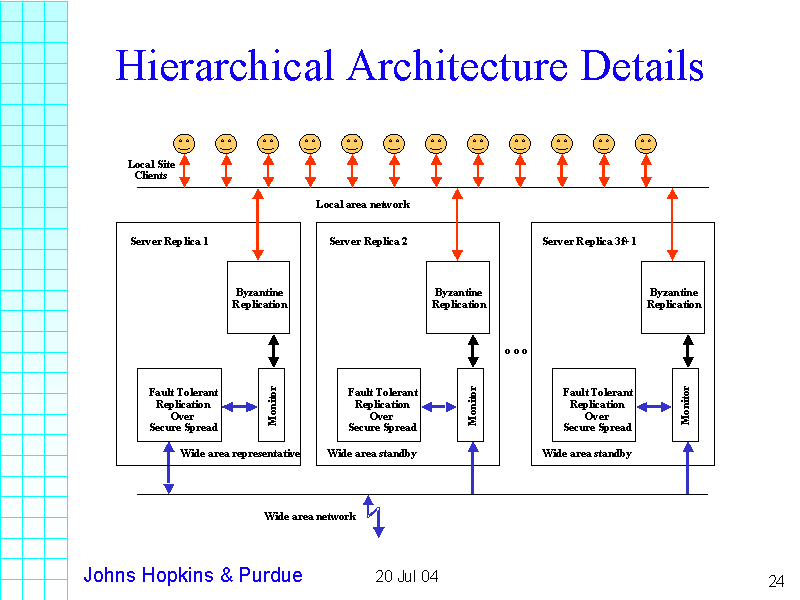 Hierarchical Architecture Details
Local Site
Clients
Local area network
Server Replica 1
Server Replica 2
Server Replica 3f+1
Byzantine
Replication
Byzantine
Replication
Byzantine
Replication
o o o
Fault Tolerant
Replication
Over
Secure Spread
Monitor
Fault Tolerant
Replication
Over
Secure Spread
Monitor
Fault Tolerant
Replication
Over
Secure Spread
Monitor
Wide area representative
Wide area standby
Wide area standby
Wide area network
Johns Hopkins & Purdue
20 Jul 04
24